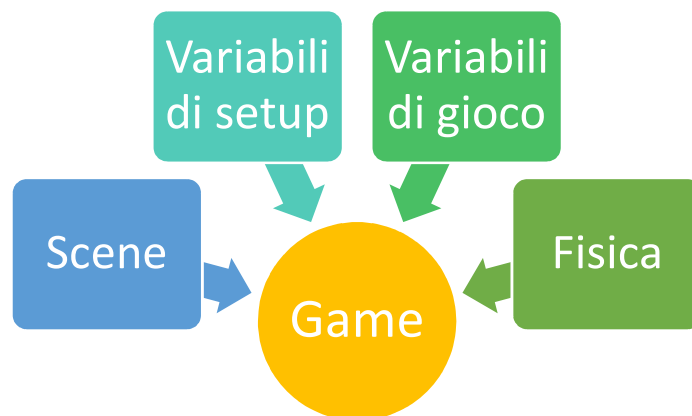 Variabili
di setup
Variabili
di gioco
Scene
Fisica
Game